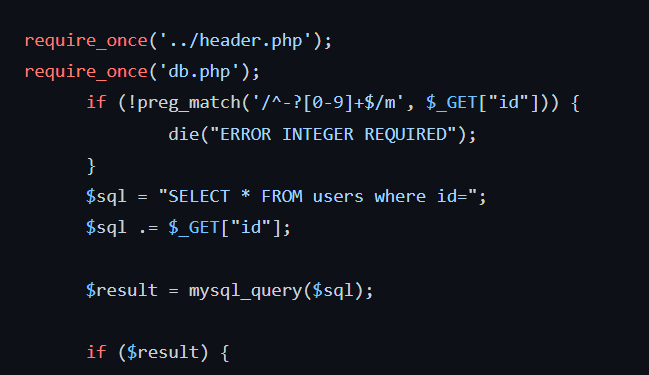 require_once('../header.php');
require_once('db.php');
if (!preg_match('/^-?[0-9]+$/m', $_GET["id"])) {
die("ERROR INTEGER REQUIRED");
}
$sql = "SELECT * FROM users where id=";
$sql .= $_GET["id"];
$result = mysql_query($sql);
if ($result) {